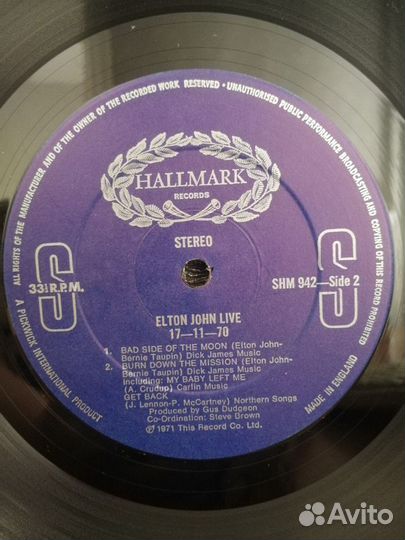 ALL RIGHTS OF THE MANUFACTURER AND OF THE OWNER OF THE RECORDED WORK RESERVED · UNAUTHORISED PUBLIC PERFORMANCE BROADCASTING AND COPYING OF THIS RECORD PROHIBITED
HALLMARK
RECORDS
STEREO
S
33⅓ R.P.M.
S
SHM 942—Side 2
ELTON JOHN LIVE
17—11—70
1. BAD SIDE OF THE MOON (Elton John-
Bernie Taupin) Dick James Music
2. BURN DOWN THE MISSION (Elton John-
Bernie Taupin) Dick James Music
including: MY BABY LEFT ME
(A. Crudup) Carlin Music
GET BACK
(J. Lennon-P. McCartney) Northern Songs
Produced by Gus Dudgeon
Co-Ordination: Steve Brown
℗1971 This Record Co. Ltd.
A PICKWICK INTERNATIONAL PRODUCT
MADE IN ENGLAND
Avito